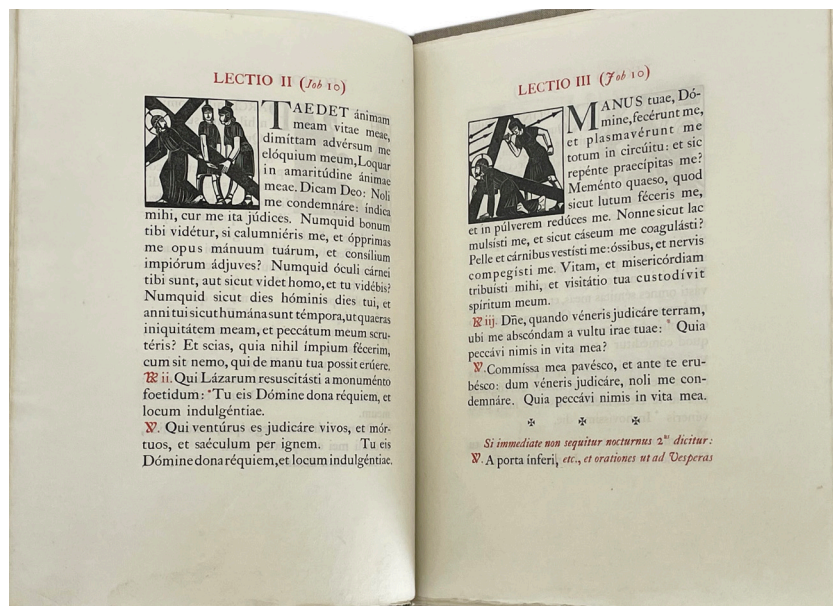 LECTIO II (Job 10)
TAEDET ánimam
meam vitae meae,
dimittam advérsum me
elóquium meum, Loquar
in amaritúdine ánimae
meae. Dicam Deo: Noli
me condemnáre: índica
mihi, cur me ita júdices. Numquid bonum
tibi vidétur, si calumniéris me, et ópprimas
me opus mánuum tuárum, et consílium
impiórum ádjuves? Numquid óculi cárnei
tibi sunt, aut sicut videt homo, et tu vidébis?
Numquid sicut dies hóminis dies tui, et
anni tui sicut humána sunt témpora, ut quaeras
iniquitátem meam, et peccátum meum scru-
téris? Et scias, quia nihil ímpium fécerim,
cum sit nemo, qui de manu tua possit erúere.
℟ ii. Qui Lázarum resuscitásti a monuménto
foetidum: * Tu eis Dómine dona réquiem, et
locum indulgéntiae.
℣. Qui ventúrus es judicáre vivos, et mór-
tuos, et saéculum per ignem. Tu eis
Dómine dona réquiem, et locum indulgéntiae.
LECTIO III (Job 10)
MANUS tuae, Dó-
mine, fecérunt me,
et plasmavérunt me
totum in circúitu: et sic
repénte praecípitas me?
Meménto quaeso, quod
sicut lutum féceris me,
et in púlverem redúces me. Nonne sicut lac
mulsísti me, et sicut cáseum me coagulásti?
Pelle et cárnibus vestísti me: óssibus, et nervis
compegísti me. Vitam, et misericórdiam
tribuísti mihi, et visitátio tua custodívit
spíritum meum.
℟ iij. Dñe, quando véneris judicáre terram,
ubi me abscóndam a vultu irae tuae: * Quia
peccávi nimis in vita mea?
℣. Commissa mea pavésco, et ante te eru-
bésco: dum véneris judicáre, noli me con-
demnáre. Quia peccávi nimis in vita mea.
✠ ✠ ✠
Si immediate non sequitur nocturnus 2us dicitur:
℣. A porta inferi, etc., et orationes ut ad Vesperas